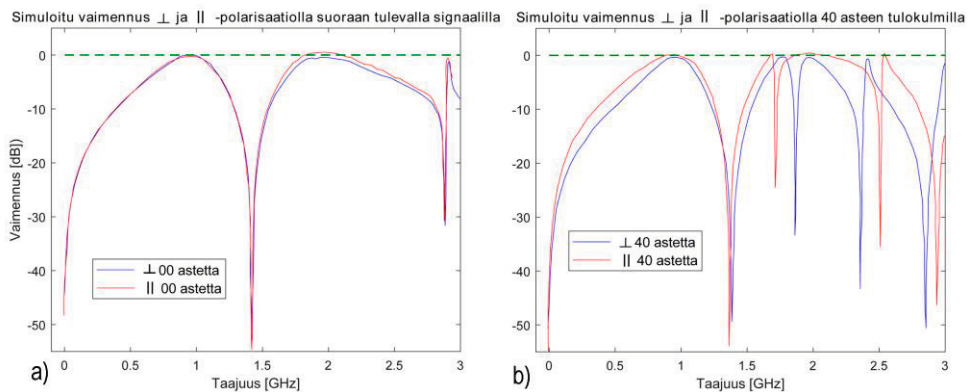 Simuloitu vaimennus ⊥ ja || -polarisaatiolla suoraan tulevalla signaalilla
0
-10
-20
-30
-40
-50
Vaimennus [dB]
⊥ 00 astetta
|| 00 astetta
0
0.5
1
1.5
2
2.5
3
Taajuus [GHz]
a)
Simuloitu vaimennus ⊥ ja || -polarisaatiolla 40 asteen tulokulmilla
0
-10
-20
-30
-40
-50
⊥ 40 astetta
|| 40 astetta
0
0.5
1
1.5
2
2.5
3
Taajuus [GHz]
b)